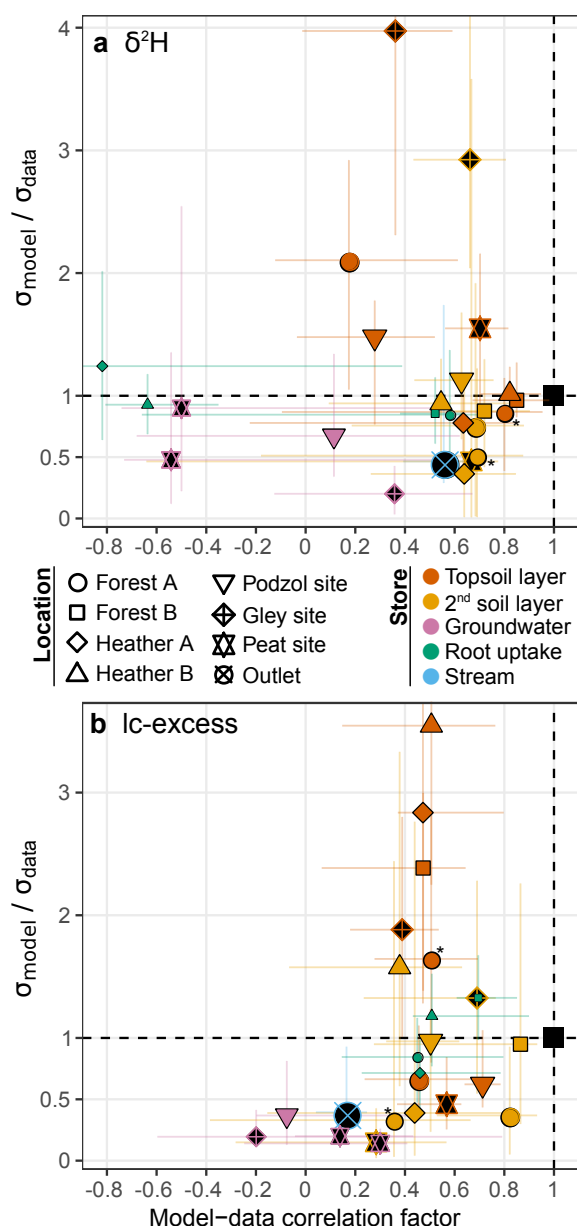 a δ²H
4
3
2
1
0.5
0
σmodel / σdata
*
*
-0.8 -0.6 -0.4 -0.2 0 0.2 0.4 0.6 0.8 1
Location
Forest A
Forest B
Heather A
Heather B
Podzol site
Gley site
Peat site
Outlet
Store
Topsoil layer
2nd soil layer
Groundwater
Root uptake
Stream
b lc-excess
3
2
1
0.5
0
σmodel / σdata
*
*
-0.8 -0.6 -0.4 -0.2 0 0.2 0.4 0.6 0.8 1
Model−data correlation factor